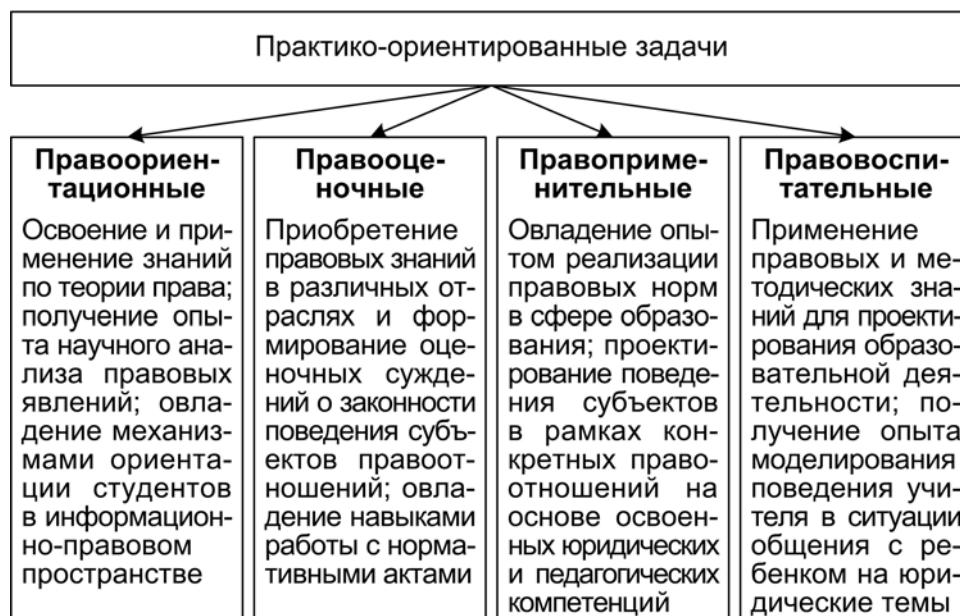 Практико-ориентированные задачи
Правоориен-
тационные
Освоение и при-
менение знаний
по теории права;
получение опы-
та научного ана-
лиза правовых
явлений; овла-
дение механиз-
мами ориента-
ции студентов
в информацион-
но-правовом
пространстве
Правооце-
ночные
Приобретение
правовых знаний
в различных от-
раслях и фор-
мирование оце-
ночных сужде-
ний о законности
поведения субъ-
ектов правоот-
ношений; овла-
дение навыками
работы с норма-
тивными актами
Правоприме-
нительные
Овладение опы-
том реализации
правовых норм
в сфере образо-
вания; проекти-
рование поведе-
ния субъектов
в рамках кон-
кретных право-
отношений на
основе освоен-
ных юридических
и педагогических
компетенций
Правовоспи-
тательные
Применение
правовых и ме-
тодических зна-
ний для проекти-
рования образо-
вательной дея-
тельности; по-
лучение опыта
моделирования
поведения учи-
теля в ситуации
общения с ре-
бенком на юри-
дические темы